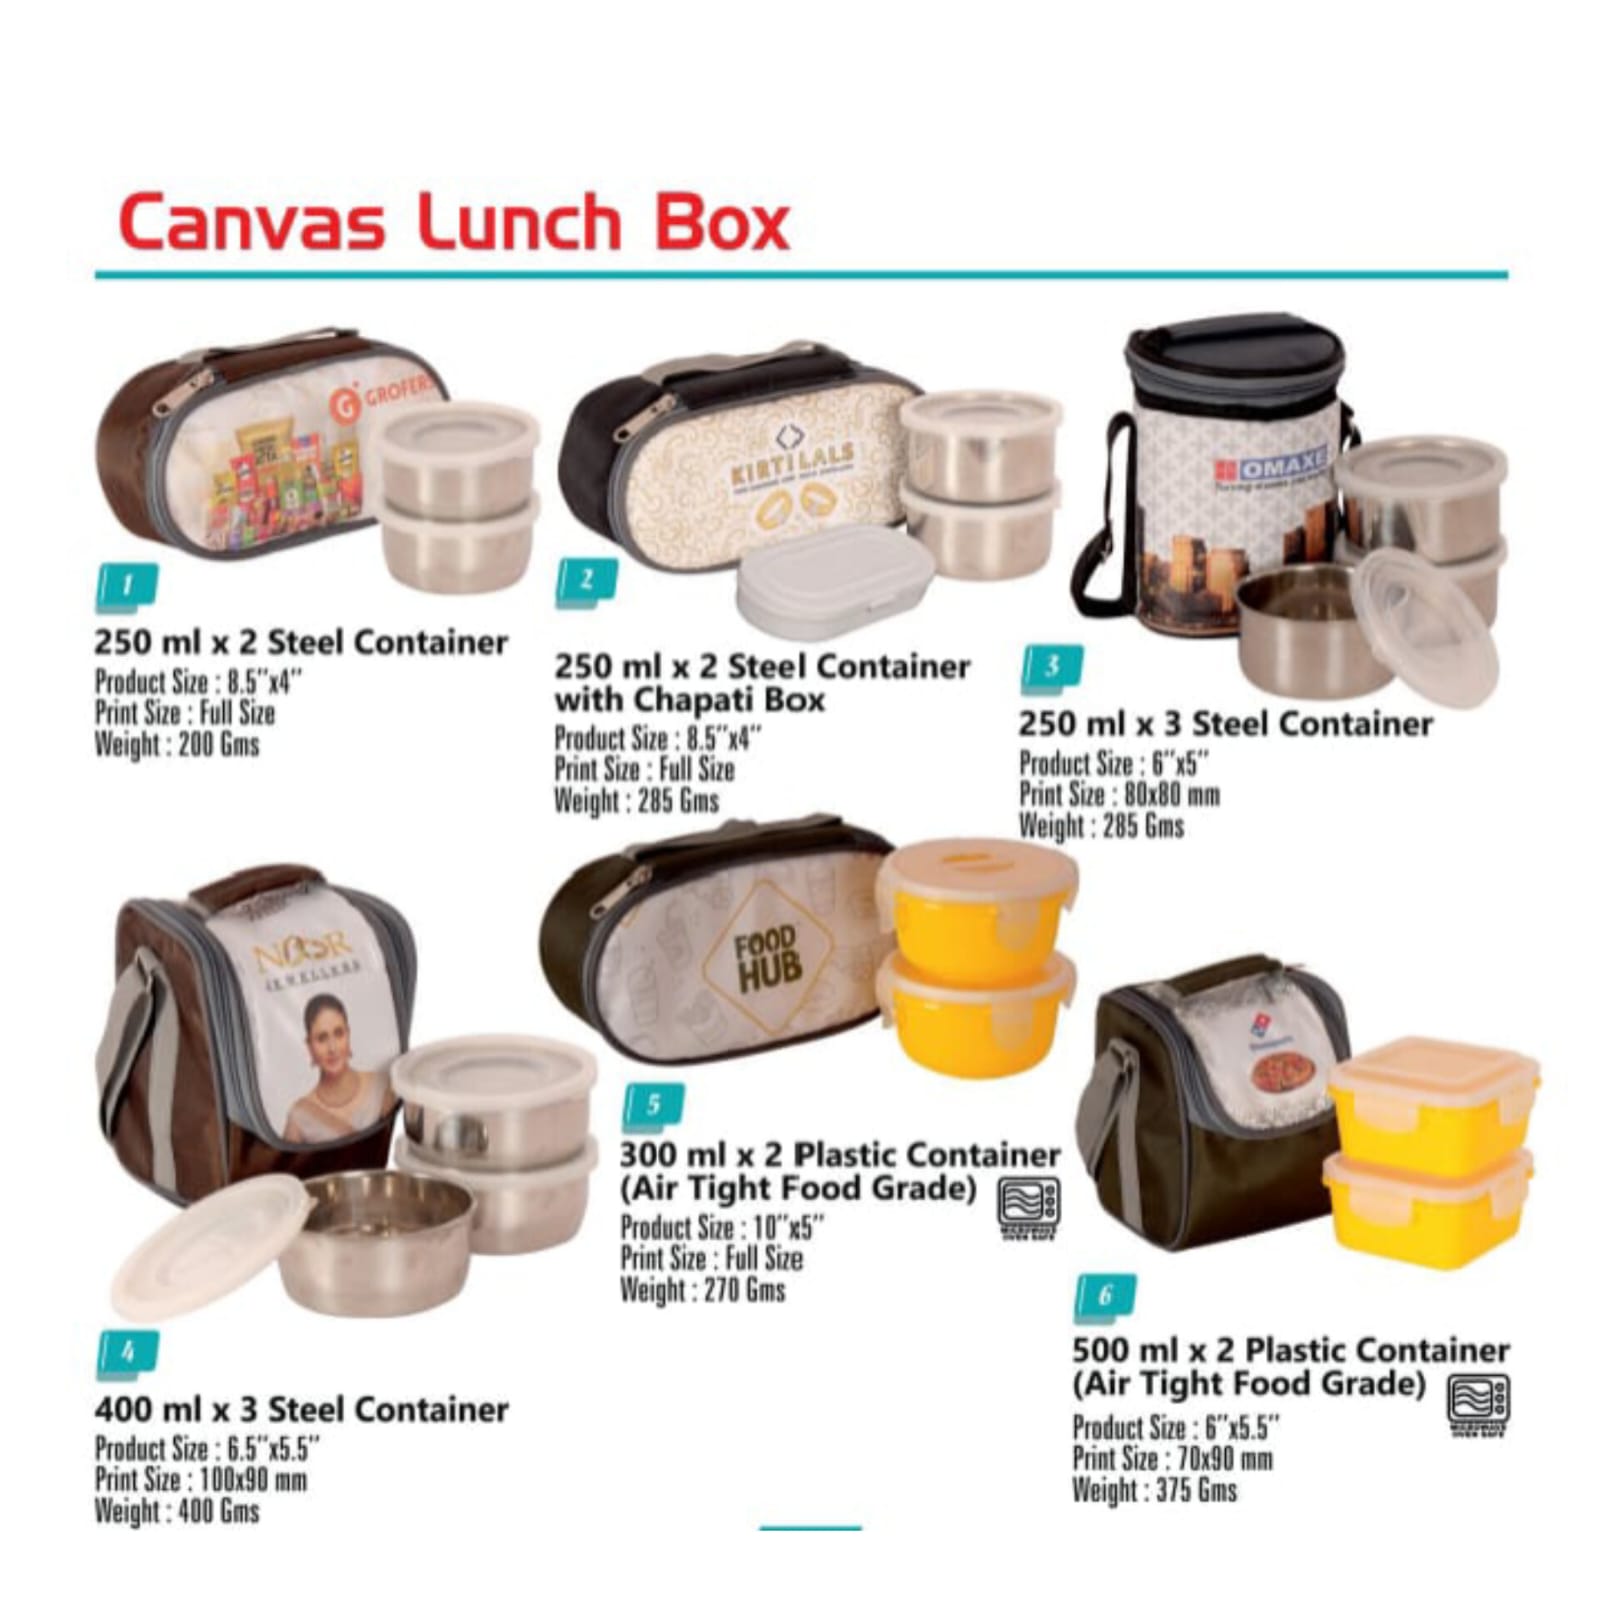 Canvas Lunch Box
GROFERS
1
250 ml x 2 Steel Container
Product Size : 8.5"x4"
Print Size : Full Size
Weight : 200 Gms
KIRTILALS
2
250 ml x 2 Steel Container
with Chapati Box
Product Size : 8.5"x4"
Print Size : Full Size
Weight : 285 Gms
OMAXE
3
250 ml x 3 Steel Container
Product Size : 6"x5"
Print Size : 80x80 mm
Weight : 285 Gms
NOOR
JEWELLERS
4
400 ml x 3 Steel Container
Product Size : 6.5"x5.5"
Print Size : 100x90 mm
Weight : 400 Gms
FOOD
HUB
5
300 ml x 2 Plastic Container
(Air Tight Food Grade)
MICROWAVE
OVEN SAFE
Product Size : 10"x5"
Print Size : Full Size
Weight : 270 Gms
6
500 ml x 2 Plastic Container
(Air Tight Food Grade)
MICROWAVE
OVEN SAFE
Product Size : 6"x5.5"
Print Size : 70x90 mm
Weight : 375 Gms